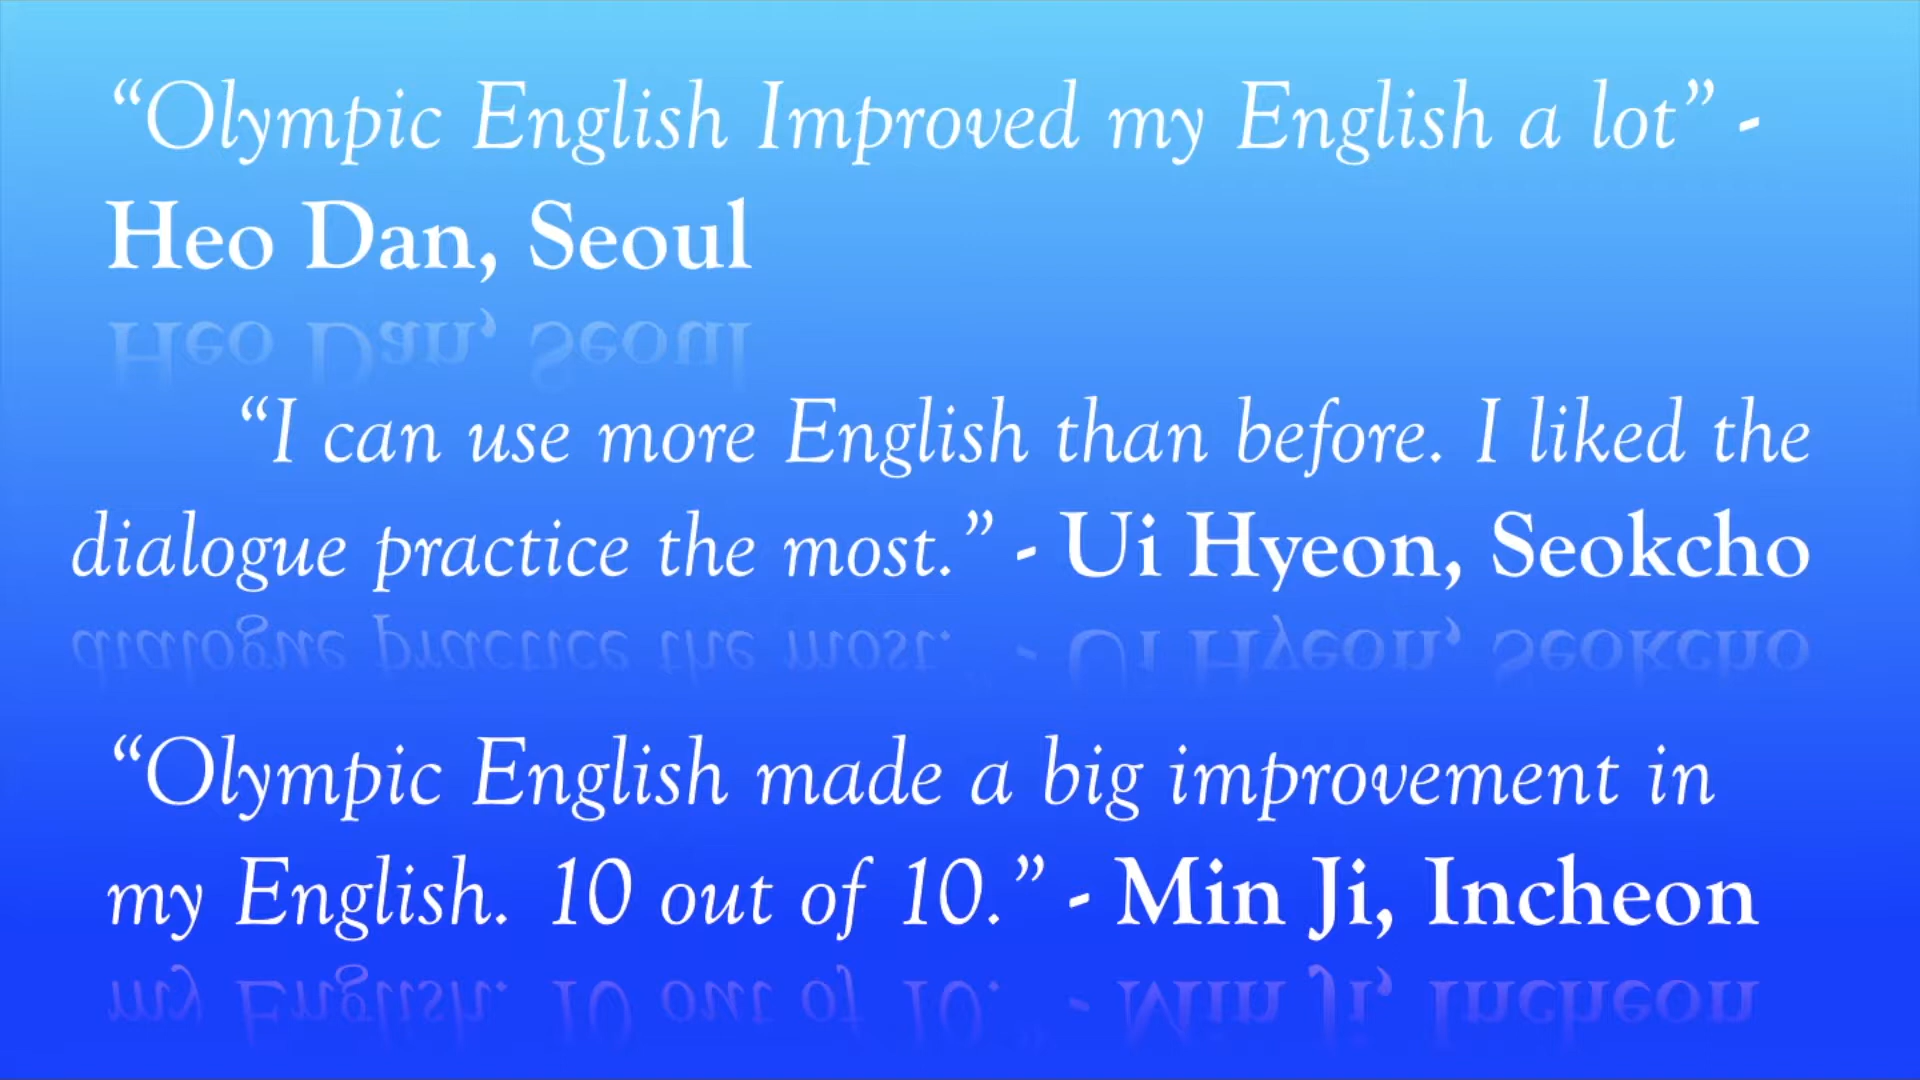 “Olympic English Improved my English a lot” -
Heo Dan, Seoul
“I can use more English than before. I liked the
dialogue practice the most.” - Ui Hyeon, Seokcho
“Olympic English made a big improvement in
my English. 10 out of 10.” - Min Ji, Incheon